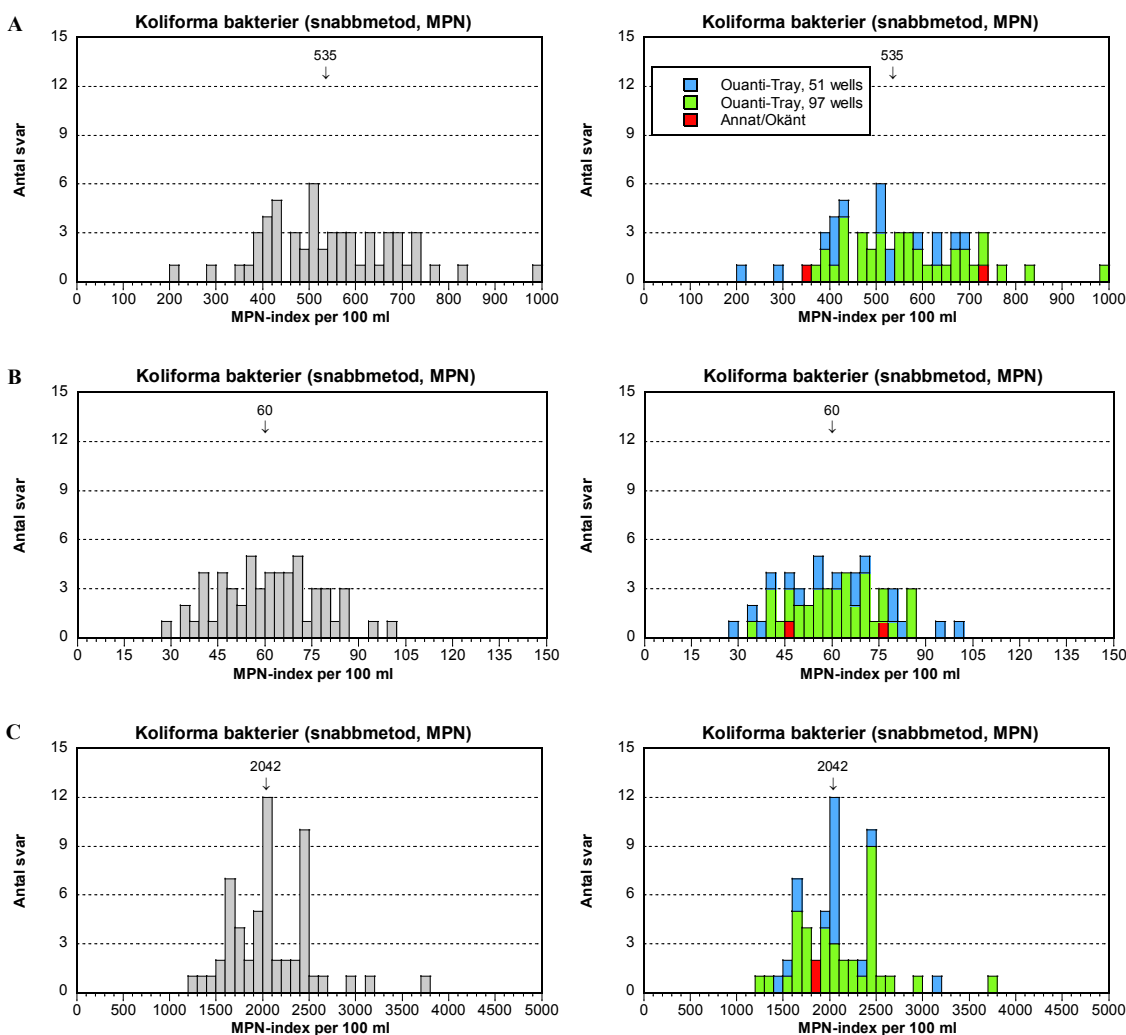 A
Koliforma bakterier (snabbmetod, MPN)
Antal svar
15
12
9
6
3
0
535
↓
0 100 200 300 400 500 600 700 800 900 1000
MPN-index per 100 ml
Koliforma bakterier (snabbmetod, MPN)
Antal svar
15
12
9
6
3
0
535
↓
Quanti-Tray, 51 wells
Quanti-Tray, 97 wells
Annat/Okänt
0 100 200 300 400 500 600 700 800 900 1000
MPN-index per 100 ml
B
Koliforma bakterier (snabbmetod, MPN)
Antal svar
15
12
9
6
3
0
60
↓
0 15 30 45 60 75 90 105 120 135 150
MPN-index per 100 ml
Koliforma bakterier (snabbmetod, MPN)
Antal svar
15
12
9
6
3
0
60
↓
0 15 30 45 60 75 90 105 120 135 150
MPN-index per 100 ml
C
Koliforma bakterier (snabbmetod, MPN)
Antal svar
15
12
9
6
3
0
2042
↓
0 500 1000 1500 2000 2500 3000 3500 4000 4500 5000
MPN-index per 100 ml
Koliforma bakterier (snabbmetod, MPN)
Antal svar
15
12
9
6
3
0
2042
↓
0 500 1000 1500 2000 2500 3000 3500 4000 4500 5000
MPN-index per 100 ml